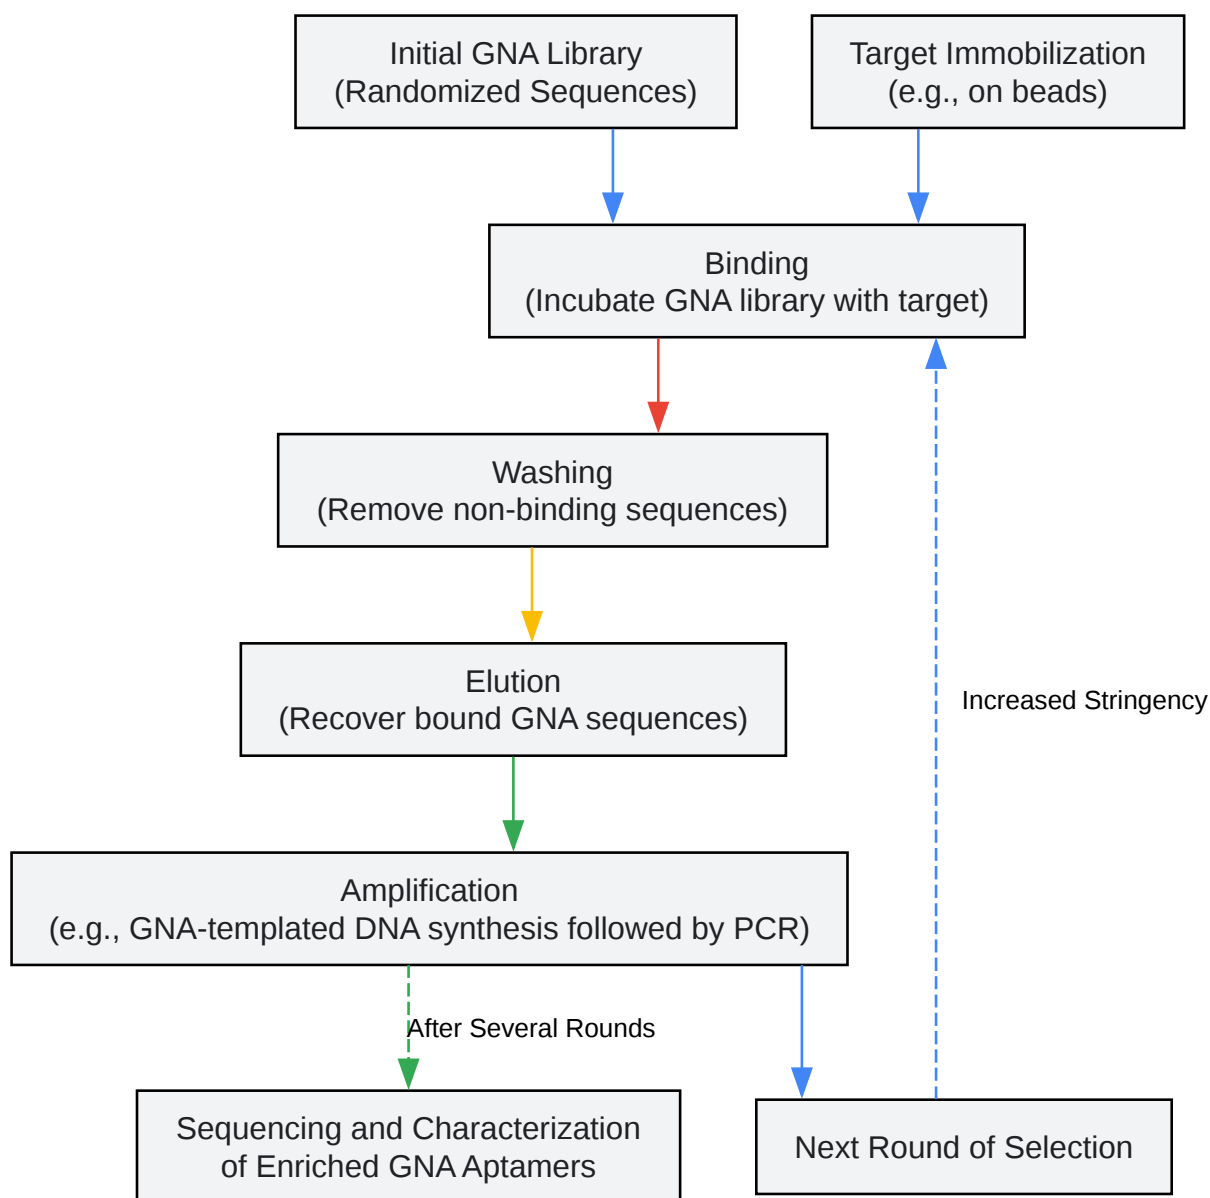 Initial GNA Library
(Randomized Sequences)
Target Immobilization
(e.g., on beads)
Binding
(Incubate GNA library with target)
Washing
(Remove non-binding sequences)
Elution
(Recover bound GNA sequences)
Increased Stringency
Amplification
(e.g., GNA-templated DNA synthesis followed by PCR)
After Several Rounds
Sequencing and Characterization
of Enriched GNA Aptamers
Next Round of Selection